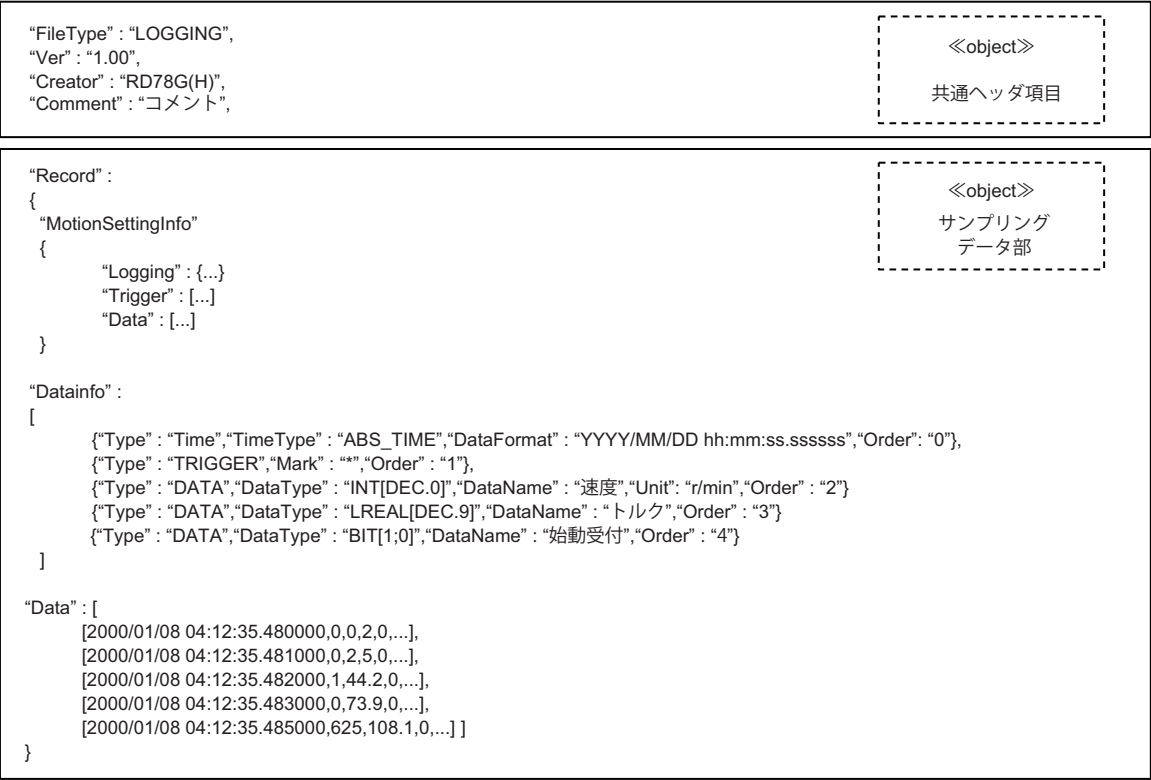 “FileType” : “LOGGING”,
“Ver” : “1.00”,
“Creator” : “RD78G(H)”,
“Comment” : “コメント”,
≪object≫
共通ヘッダ項目
“Record” :
{
“MotionSettingInfo”
{
“Logging” : {...}
“Trigger” : [...]
“Data” : [...]
}
≪object≫
サンプリング
データ部
“Datainfo” :
[
{“Type” : “Time”,“TimeType” : “ABS_TIME”,“DataFormat” : “YYYY/MM/DD hh:mm:ss.ssssss”,“Order”: “0”},
{“Type” : “TRIGGER”,“Mark” : “*”,“Order” : “1”},
{“Type” : “DATA”,“DataType” : “INT[DEC.0]”,“DataName” : “速度”,“Unit”: “r/min”,“Order” : “2”}
{“Type” : “DATA”,“DataType” : “LREAL[DEC.9]”,“DataName” : “トルク”,“Order” : “3”}
{“Type” : “DATA”,“DataType” : “BIT[1;0]”,“DataName” : “始動受付”,“Order” : “4”}
]
“Data” : [
[2000/01/08 04:12:35.480000,0,0,2,0,...],
[2000/01/08 04:12:35.481000,0,2,5,0,...],
[2000/01/08 04:12:35.482000,1,44.2,0,...],
[2000/01/08 04:12:35.483000,0,73.9,0,...],
[2000/01/08 04:12:35.485000,625,108.1,0,...] ]
}